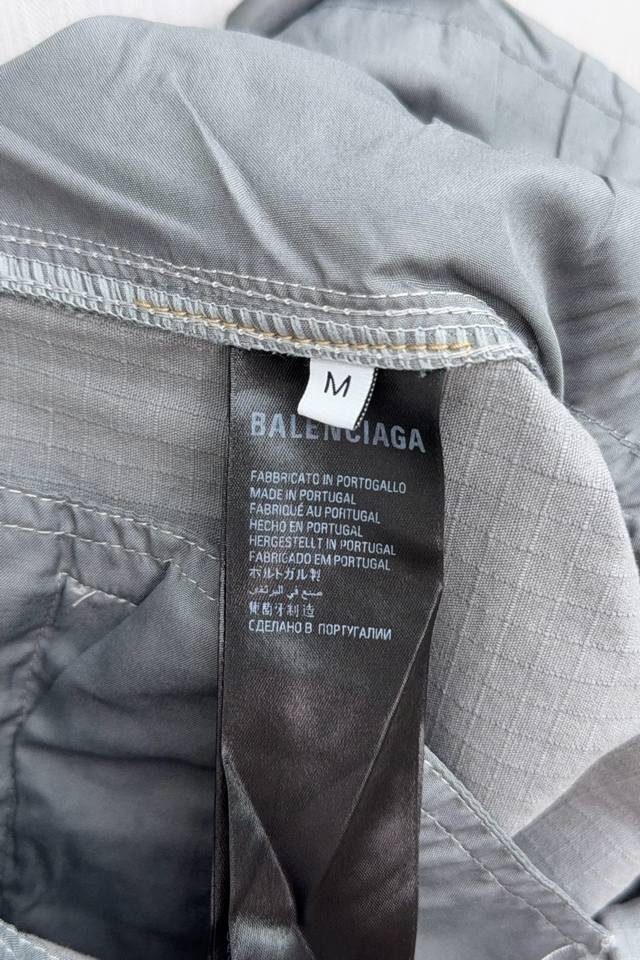 M
BALENCIAGA
FABBRICATO IN PORTOGALLO
MADE IN PORTUGAL
FABRIQUÉ AU PORTUGAL
HECHO EN PORTUGAL
HERGESTELLT IN PORTUGAL
FABRICADO EM PORTUGAL
ポルトガル製
صنع في البرتغال
葡萄牙制造
СДЕЛАНО В ПОРТУГАЛИИ